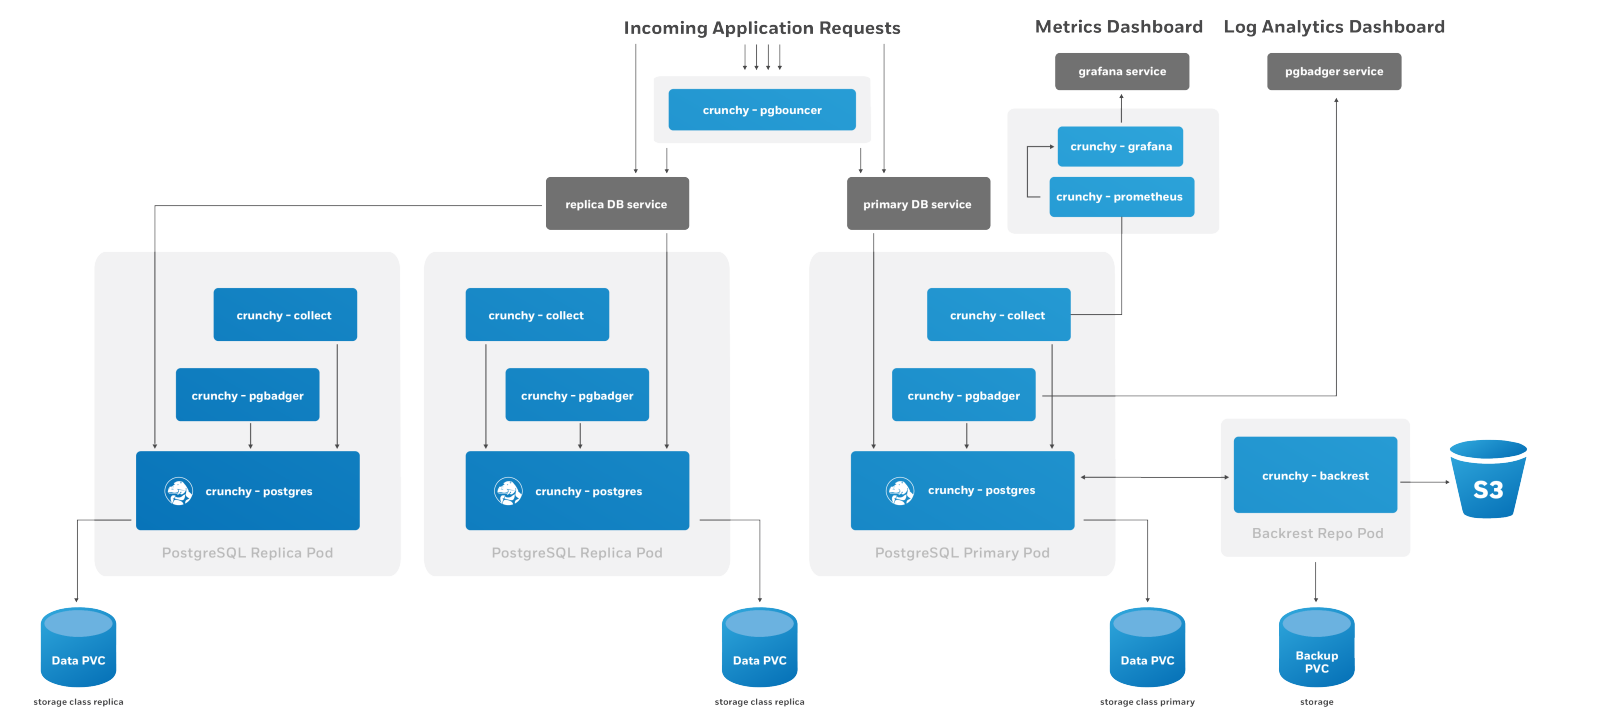 Incoming Application Requests
Metrics Dashboard
Log Analytics Dashboard
grafana service
pgbadger service
crunchy - pgbouncer
crunchy - grafana
crunchy - prometheus
replica DB service
primary DB service
crunchy - collect
crunchy - collect
crunchy - collect
crunchy - pgbadger
crunchy - pgbadger
crunchy - pgbadger
crunchy - postgres
crunchy - postgres
crunchy - postgres
crunchy - backrest
S3
PostgreSQL Replica Pod
PostgreSQL Replica Pod
PostgreSQL Primary Pod
Backrest Repo Pod
Data PVC
Data PVC
Data PVC
Backup
PVC
storage class replica
storage class replica
storage class primary
storage